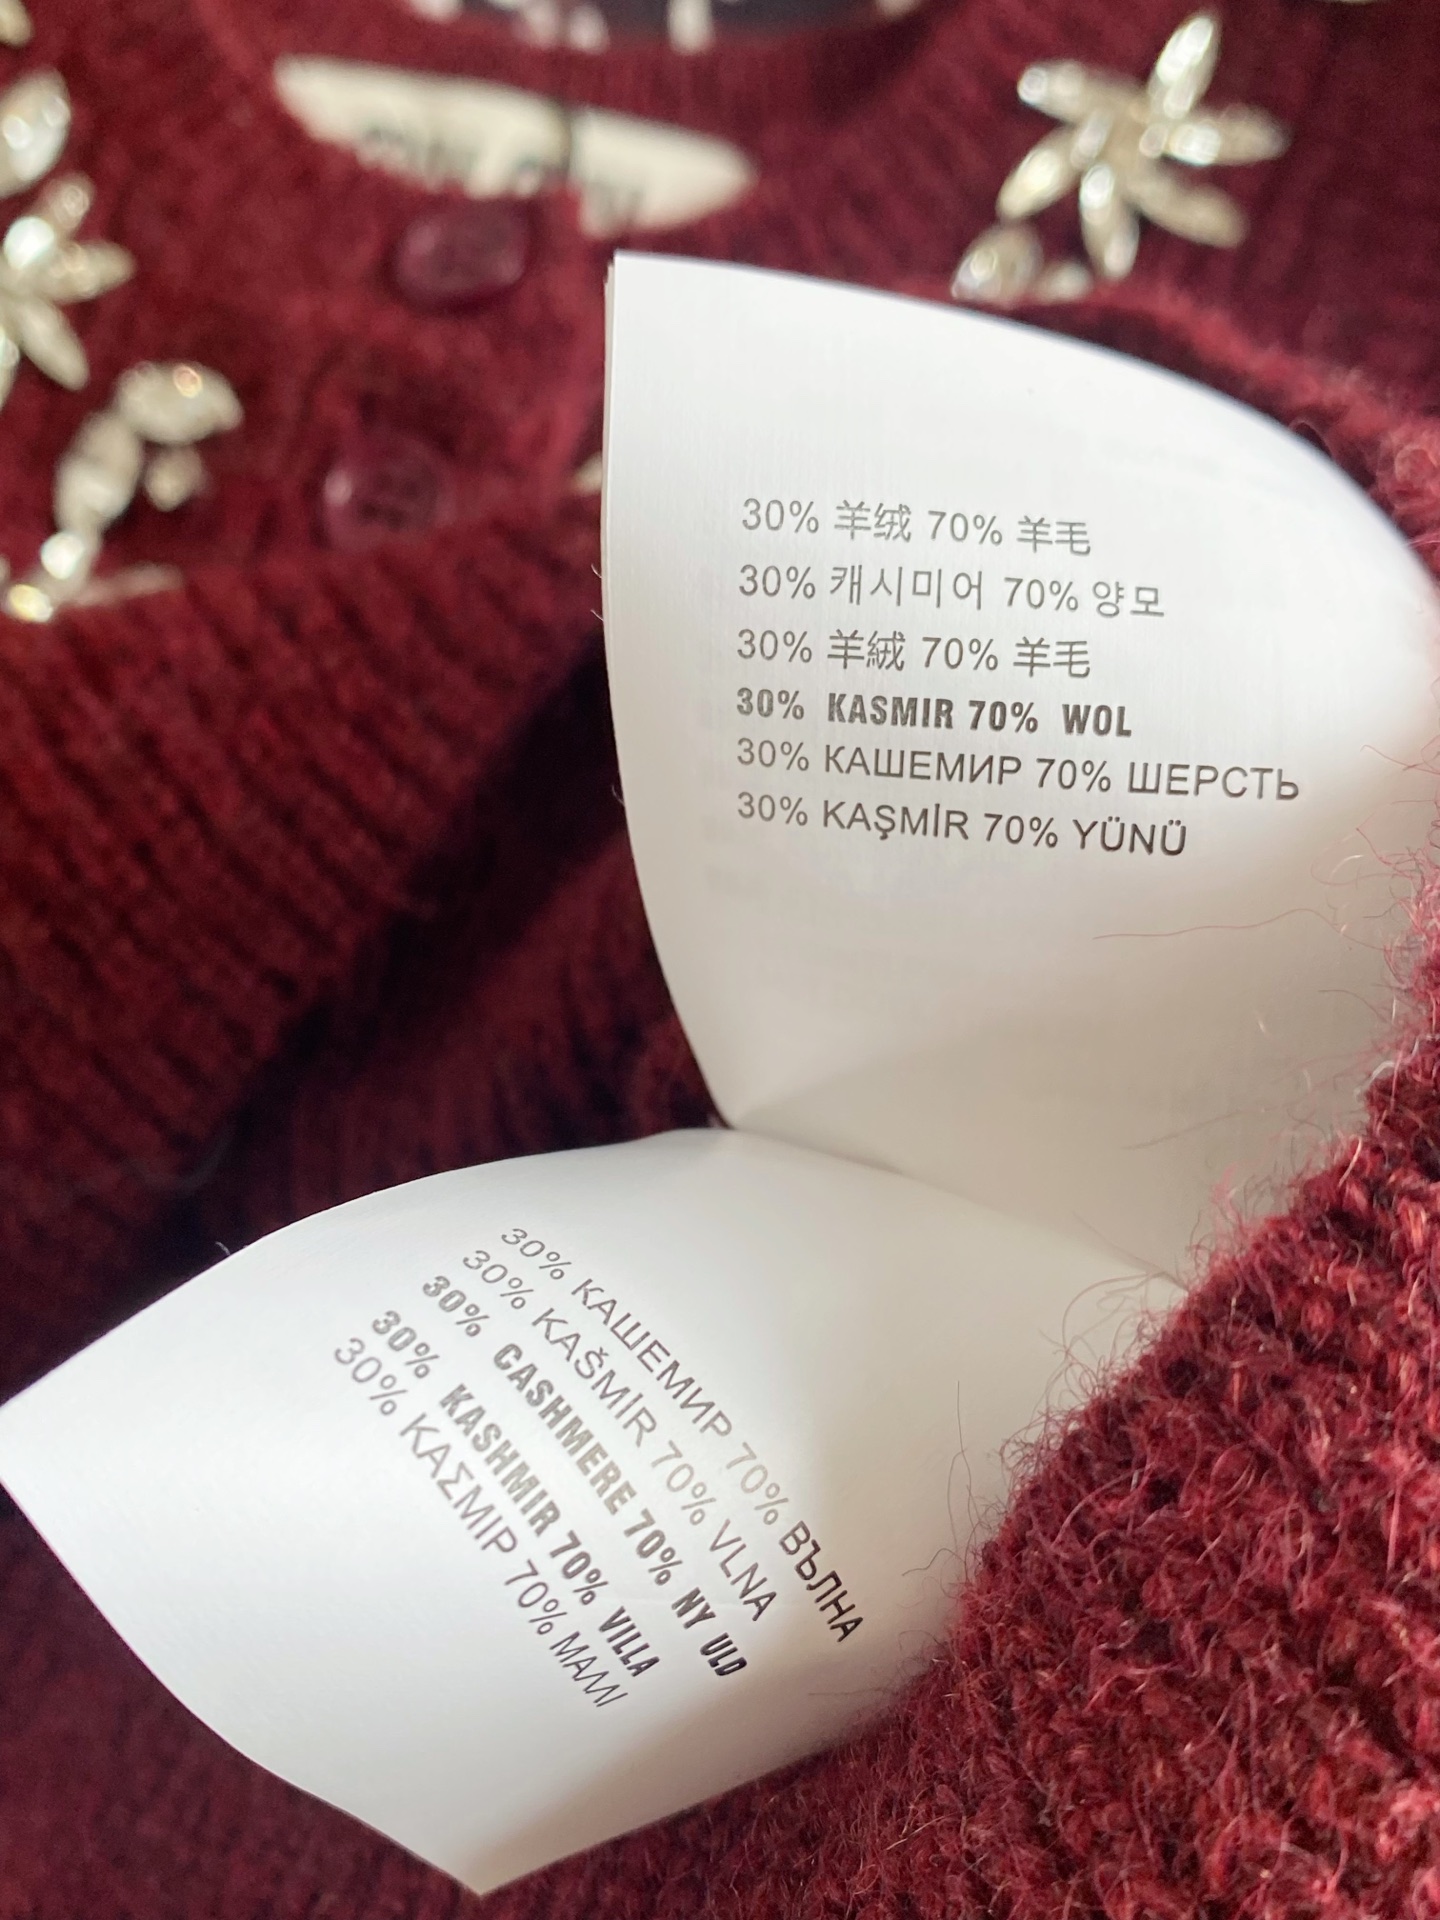 30% 羊绒 70% 羊毛
30% 캐시미어 70% 양모
30% 羊絨 70% 羊毛
30% KASMIR 70% WOL
30% КАШЕМИР 70% ШЕРСТЬ
30% KAŞMİR 70% YÜNÜ
30% КАШЕМИР 70% ВЪЛНА
30% KAŠMİR 70% VLNA
30% CASHMERE 70% NY ULD
30% KASHMIR 70% VILLA
30% ΚΑΣΜΙΡ 70% ΜΑΛΛΙ